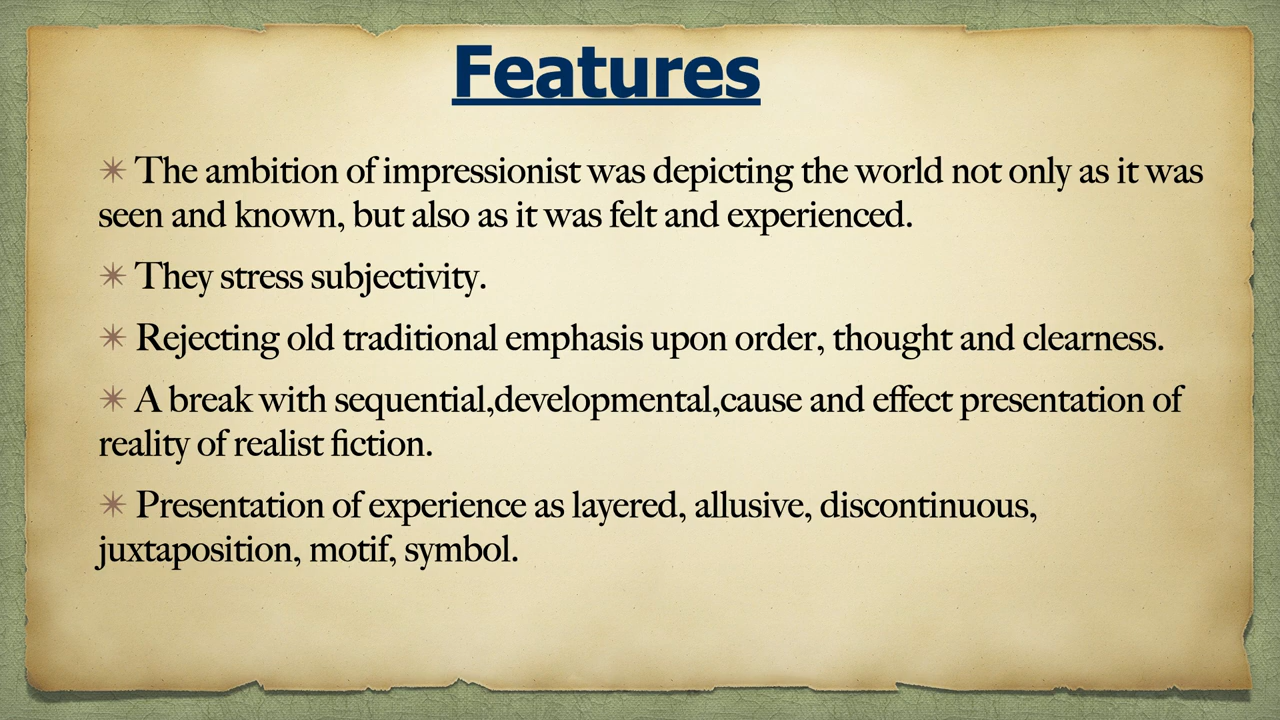 Features
✴ The ambition of impressionist was depicting the world not only as it was
seen and known, but also as it was felt and experienced.
✴ They stress subjectivity.
✴ Rejecting old traditional emphasis upon order, thought and clearness.
✴ A break with sequential,developmental,cause and effect presentation of
reality of realist fiction.
✴ Presentation of experience as layered, allusive, discontinuous,
juxtaposition, motif, symbol.